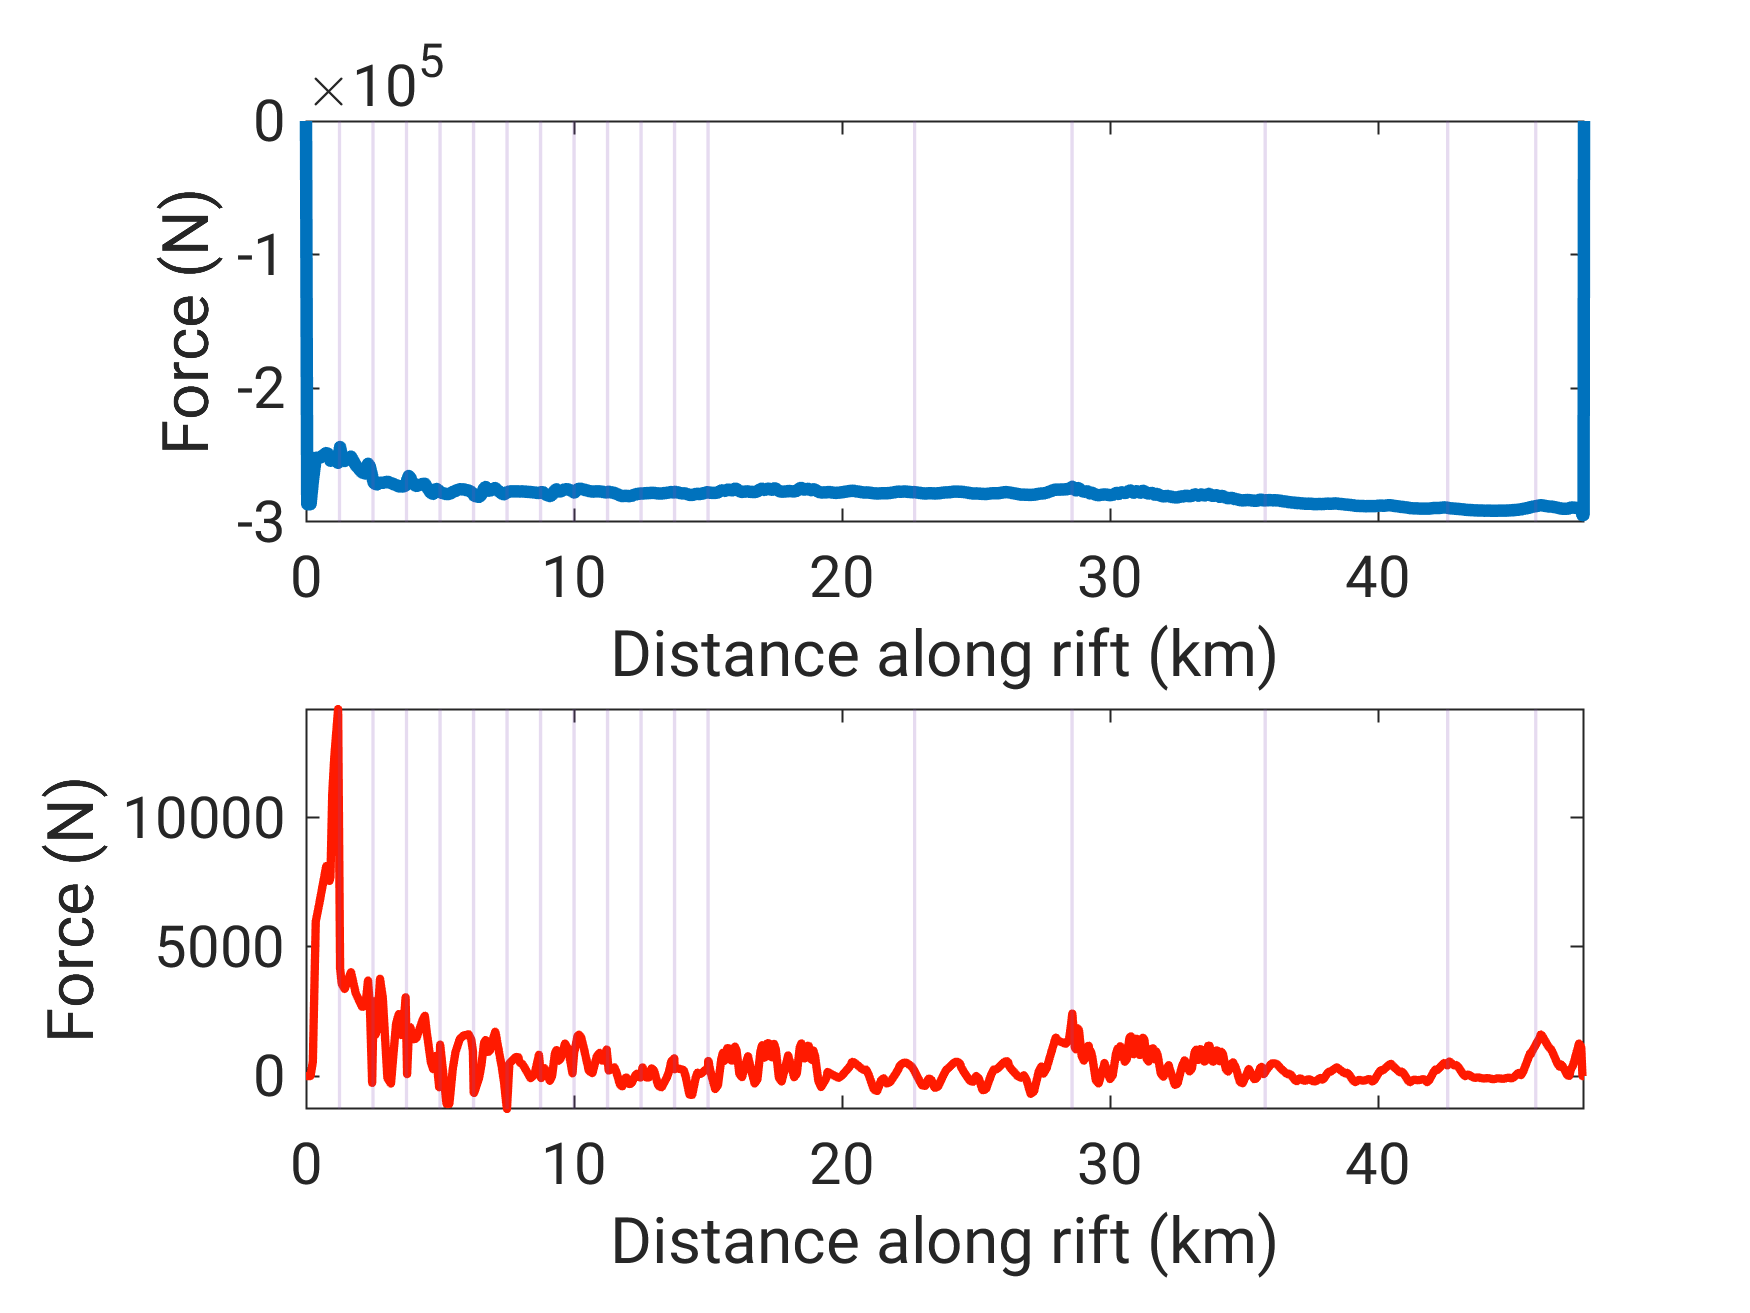 ×10^5
0
-1
-2
-3
Force (N)
0 10 20 30 40
Distance along rift (km)
10000
5000
0
Force (N)
0 10 20 30 40
Distance along rift (km)